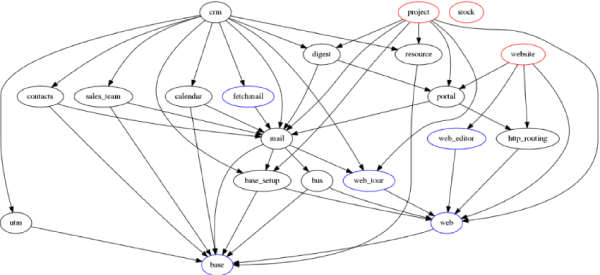 crm project stock
digest resource website
contacts sales_team calendar fetchmail portal
mail web_editor http_routing
base_setup bus web_tour
utm web
base